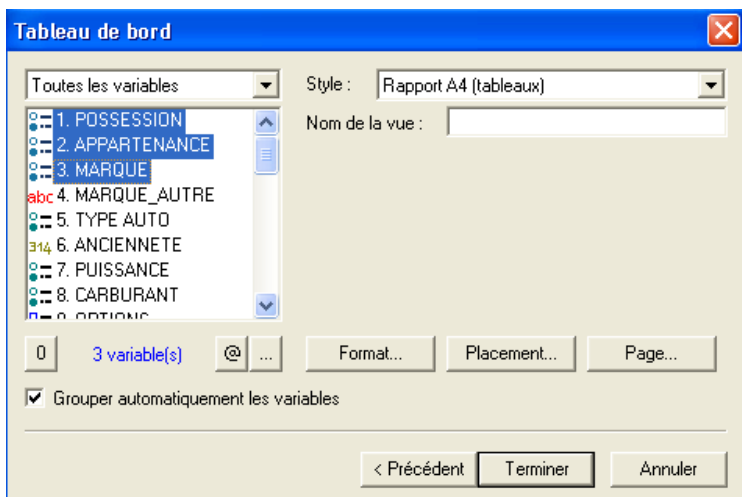 Tableau de bord
Toutes les variables
Style :
Rapport A4 (tableaux)
Nom de la vue :
1. POSSESSION
2. APPARTENANCE
3. MARQUE
abc 4. MARQUE_AUTRE
5. TYPE AUTO
314 6. ANCIENNETE
7. PUISSANCE
8. CARBURANT
9. OPTIONS
0
3 variable(s)
@
...
Format...
Placement...
Page...
Grouper automatiquement les variables
< Précédent
Terminer
Annuler